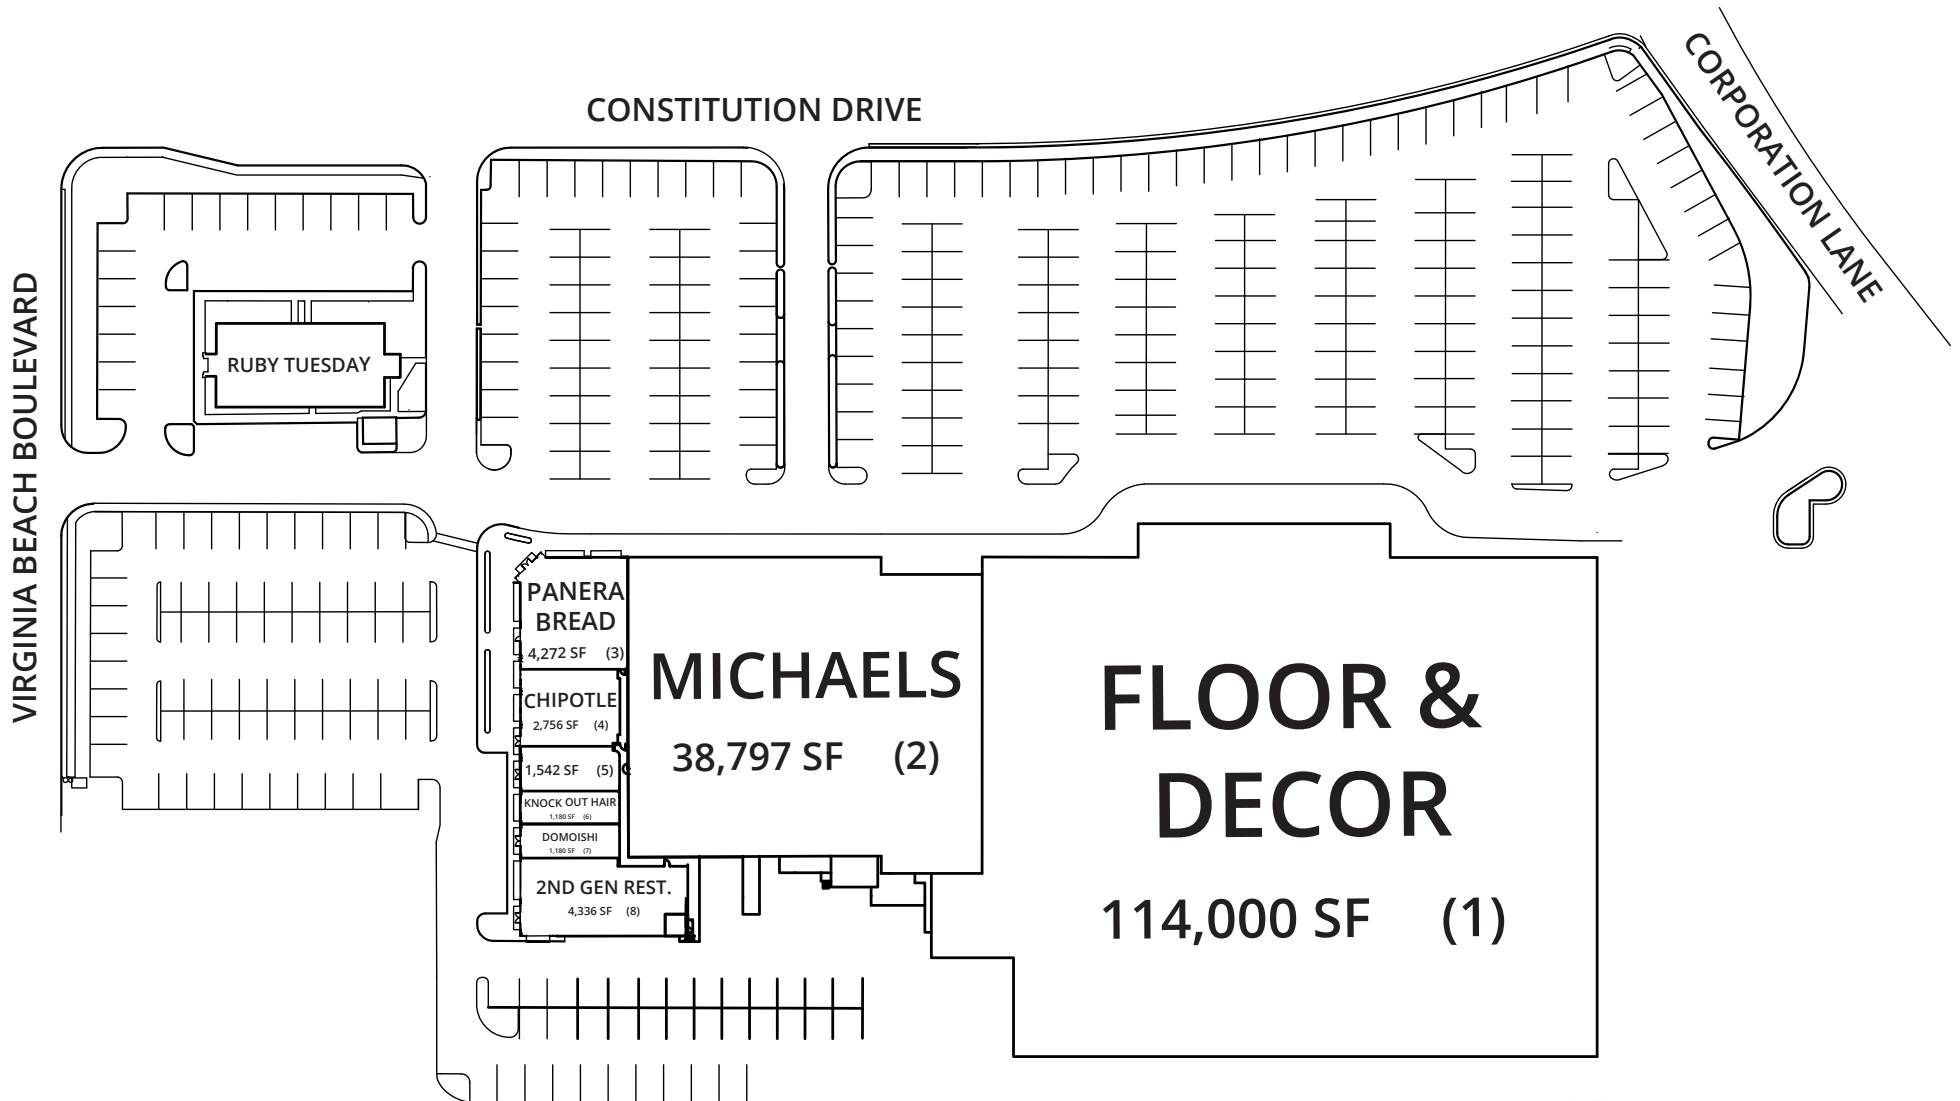 CONSTITUTION DRIVE
CORPORATION LANE
VIRGINIA BEACH BOULEVARD
RUBY TUESDAY
PANERA
BREAD
4,272 SF (3)
CHIPOTLE
2,756 SF (4)
1,542 SF (5)
KNOCK OUT HAIR
1,180 SF (6)
DOMOISHI
1,180 SF (7)
2ND GEN REST.
4,336 SF (8)
MICHAELS
38,797 SF (2)
FLOOR &
DECOR
114,000 SF (1)